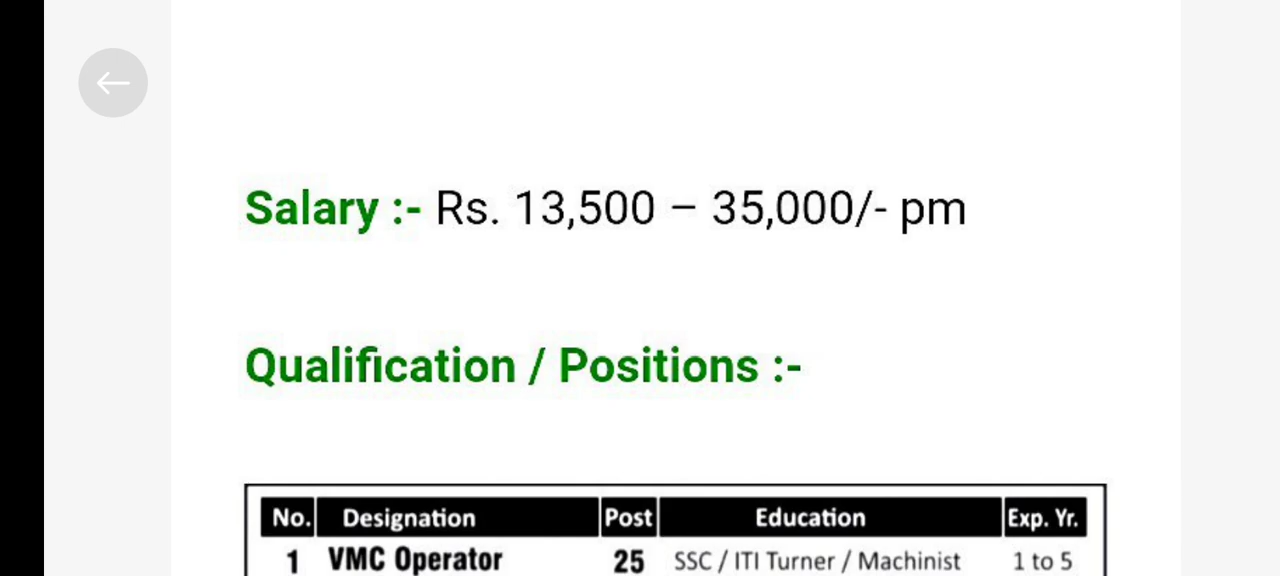 Salary :- Rs. 13,500 – 35,000/- pm
Qualification / Positions :-
No. Designation Post Education Exp. Yr.
1 VMC Operator 25 SSC / ITI Turner / Machinist 1 to 5